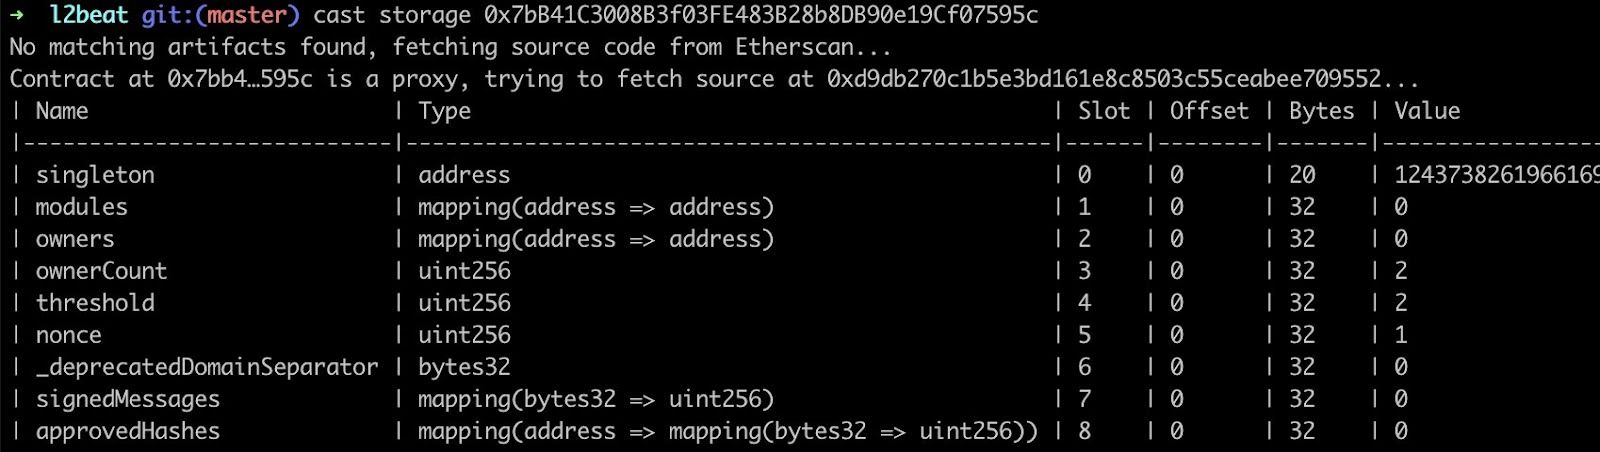 ➜  l2beat git:(master) cast storage 0x7bB41C3008B3f03FE483B28b8DB90e19Cf07595c
No matching artifacts found, fetching source code from Etherscan...
Contract at 0x7bb4…595c is a proxy, trying to fetch source at 0xd9db270c1b5e3bd161e8c8503c55ceabee709552...
| Name                       | Type                                            | Slot | Offset | Bytes | Value
|----------------------------|-------------------------------------------------|------|--------|-------|-----------------
| singleton                  | address                                         | 0    | 0      | 20    | 1243738261966169
| modules                    | mapping(address => address)                     | 1    | 0      | 32    | 0
| owners                     | mapping(address => address)                     | 2    | 0      | 32    | 0
| ownerCount                 | uint256                                         | 3    | 0      | 32    | 2
| threshold                  | uint256                                         | 4    | 0      | 32    | 2
| nonce                      | uint256                                         | 5    | 0      | 32    | 1
| _deprecatedDomainSeparator | bytes32                                         | 6    | 0      | 32    | 0
| signedMessages             | mapping(bytes32 => uint256)                     | 7    | 0      | 32    | 0
| approvedHashes             | mapping(address => mapping(bytes32 => uint256)) | 8    | 0      | 32    | 0